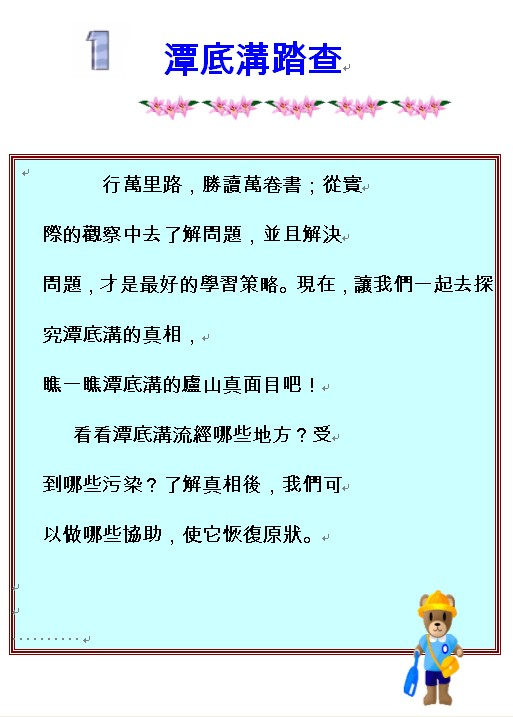 1 潭底溝踏查
行萬里路，勝讀萬卷書；從實
際的觀察中去了解問題，並且解決
問題，才是最好的學習策略。現在，讓我們一起去探
究潭底溝的真相，
瞧一瞧潭底溝的廬山真面目吧！
看看潭底溝流經哪些地方？受
到哪些污染？了解真相後，我們可
以做哪些協助，使它恢復原狀。